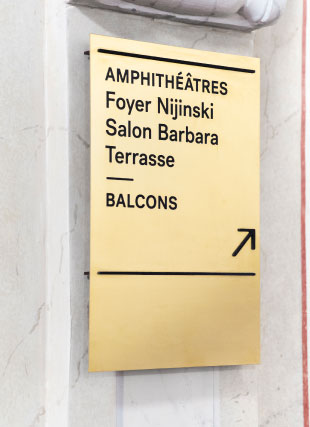 AMPHITHÉÂTRES
Foyer Nijinski
Salon Barbara
Terrasse
BALCONS